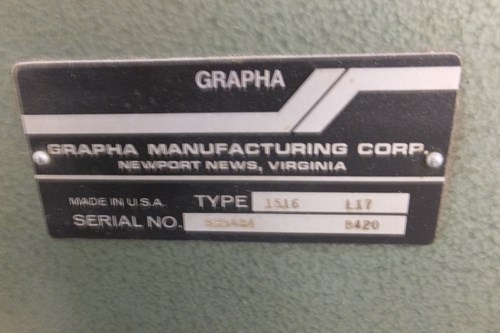 GRAPHA
GRAPHA MANUFACTURING CORP.
NEWPORT NEWS, VIRGINIA
MADE IN U.S.A. TYPE 1516 L17
SERIAL NO. 8420